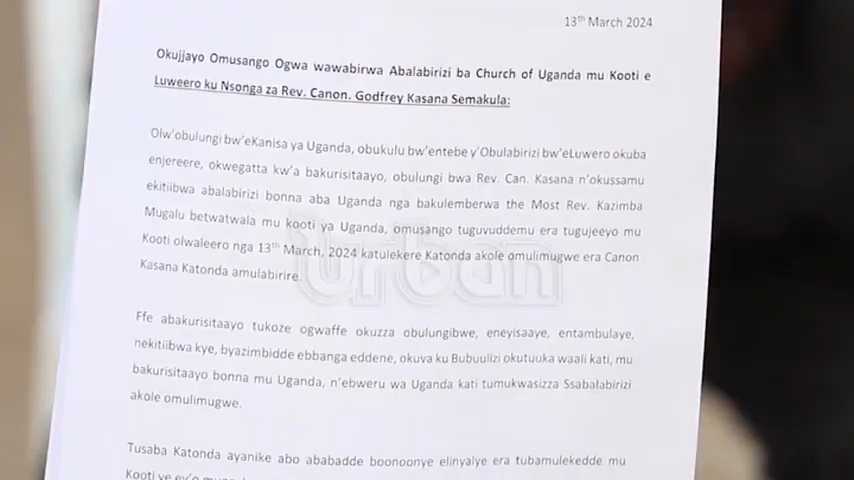 13th March 2024
Okujjayo Omusango Ogwa wawabirwa Abalabirizi ba Church of Uganda mu Kooti e
Luweero ku Nsonga za Rev. Canon. Godfrey Kasana Semakula:
Olw'obulungi bw'eKanisa ya Uganda, obukulu bw'entebe y'Obulabirizi bw'eLuwero okuba
enjereere, okwegatta kw'a bakurisitaayo, obulungi bwa Rev. Can. Kasana n'okussamu
ekitiibwa abalabirizi bonna aba Uganda nga bakulemberwa the Most Rev. Kazimba
Mugalu betwatwala mu kooti ya Uganda, omusango tuguvuddemu era tugujeeyo mu
Kooti olwaleero nga 13th March, 2024 katulekere Katonda akole omulimugwe era Canon
Kasana Katonda amulabirire.
Urban
Ffe abakurisitaayo tukoze ogwaffe okuzza obulungibwe, eneyisaaye, entambulaye,
nekitiibwa kye, byazimbidde ebbanga eddene, okuva ku Bubuulizi okutuuka waali kati, mu
bakurisitaayo bonna mu Uganda, n'ebweru wa Uganda kati tumukwasizza Ssabalabirizi
akole omulimugwe.
Tusaba Katonda ayanike abo ababadde boonoonye elinyalye era tubamulekedde mu
Kooti ye